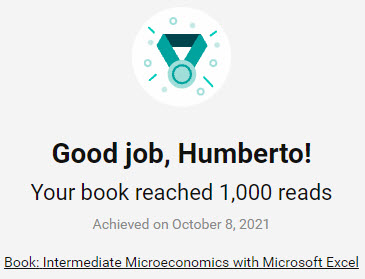 Good job, Humberto!
Your book reached 1,000 reads
Achieved on October 8, 2021
Book: Intermediate Microeconomics with Microsoft Excel